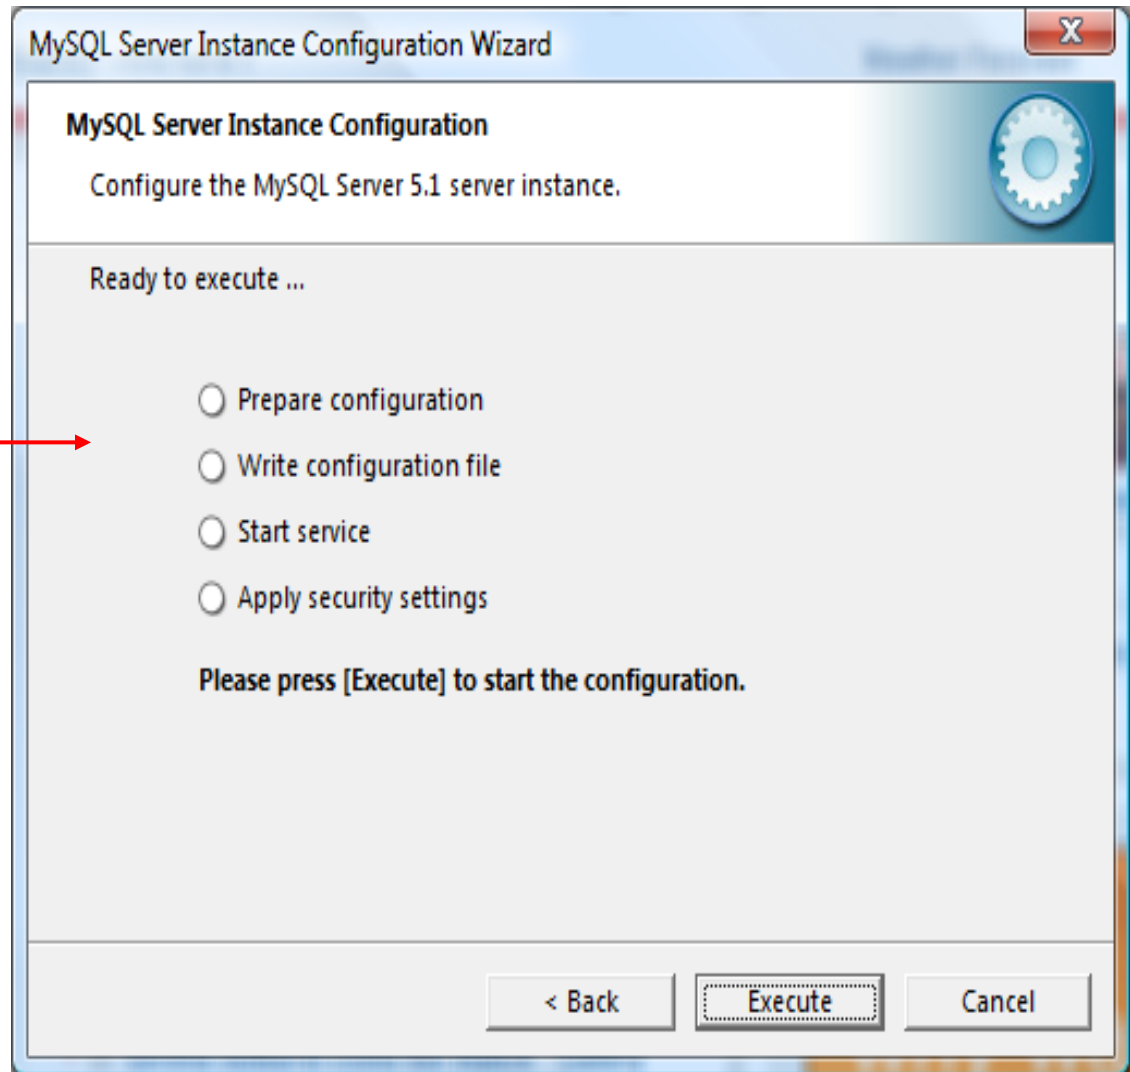 MySQL Server Instance Configuration Wizard
X
MySQL Server Instance Configuration
Configure the MySQL Server 5.1 server instance.
Ready to execute ...
Prepare configuration
Write configuration file
Start service
Apply security settings
Please press [Execute] to start the configuration.
< Back
Execute
Cancel